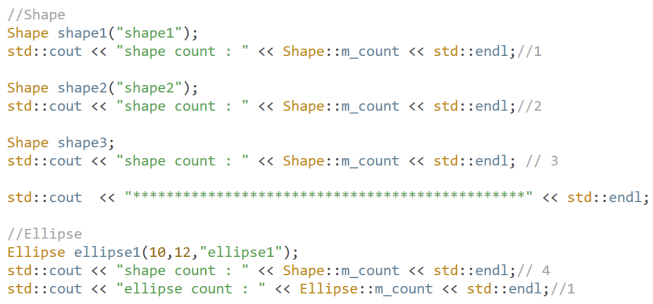 //Shape
Shape shape1("shape1");
std::cout << "shape count : " << Shape::m_count << std::endl;//1
Shape shape2("shape2");
std::cout << "shape count : " << Shape::m_count << std::endl;//2
Shape shape3;
std::cout << "shape count : " << Shape::m_count << std::endl; // 3
std::cout  << "***********************************************" << std::endl;
//Ellipse
Ellipse ellipse1(10,12,"ellipse1");
std::cout << "shape count : " << Shape::m_count << std::endl;// 4
std::cout << "ellipse count : " << Ellipse::m_count << std::endl;//1